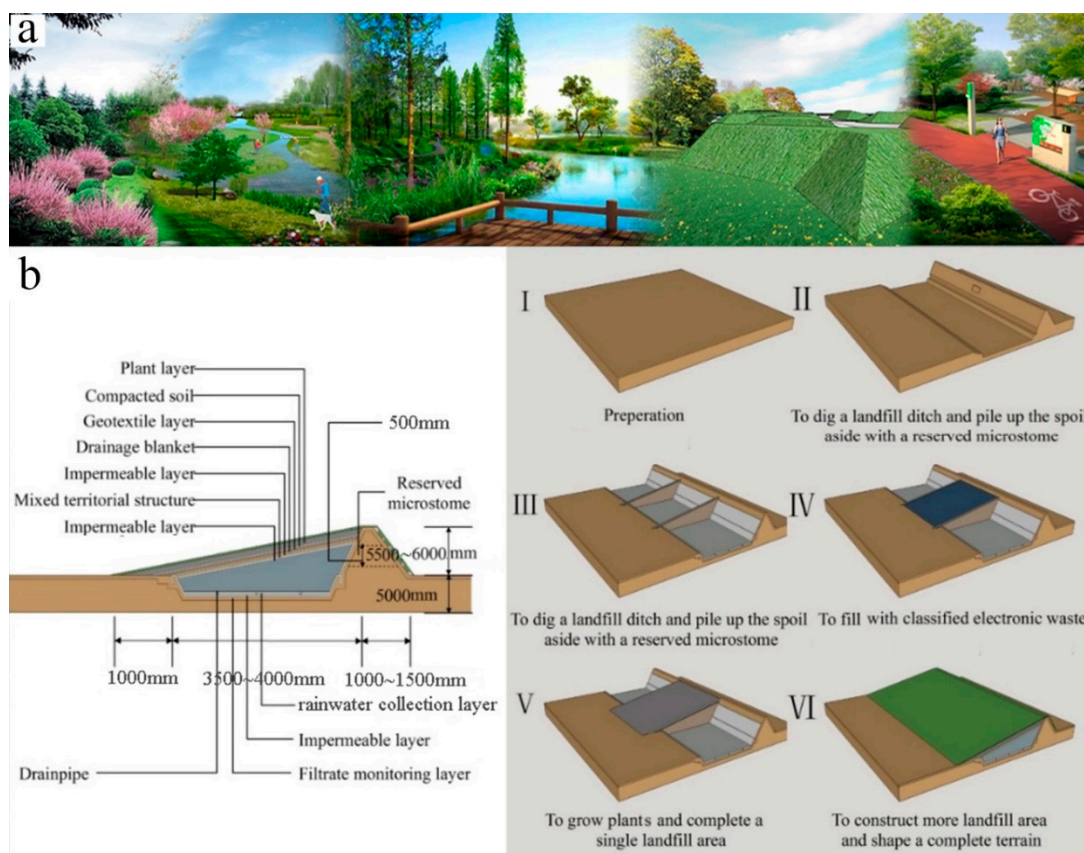 a
b
Plant layer
Compacted soil
Geotextile layer
Drainage blanket
Impermeable layer
Mixed territorial structure
Impermeable layer
500mm
Reserved
microstome
5500~6000mm
5000mm
1000mm
3500~4000mm
1000~1500mm
rainwater collection layer
Impermeable layer
Drainpipe
Filtrate monitoring layer
I
Preperation
II
To dig a landfill ditch and pile up the spoil
aside with a reserved microstome
III
To dig a landfill ditch and pile up the spoil
aside with a reserved microstome
IV
To fill with classified electronic waste
V
To grow plants and complete a
single landfill area
VI
To construct more landfill area
and shape a complete terrain